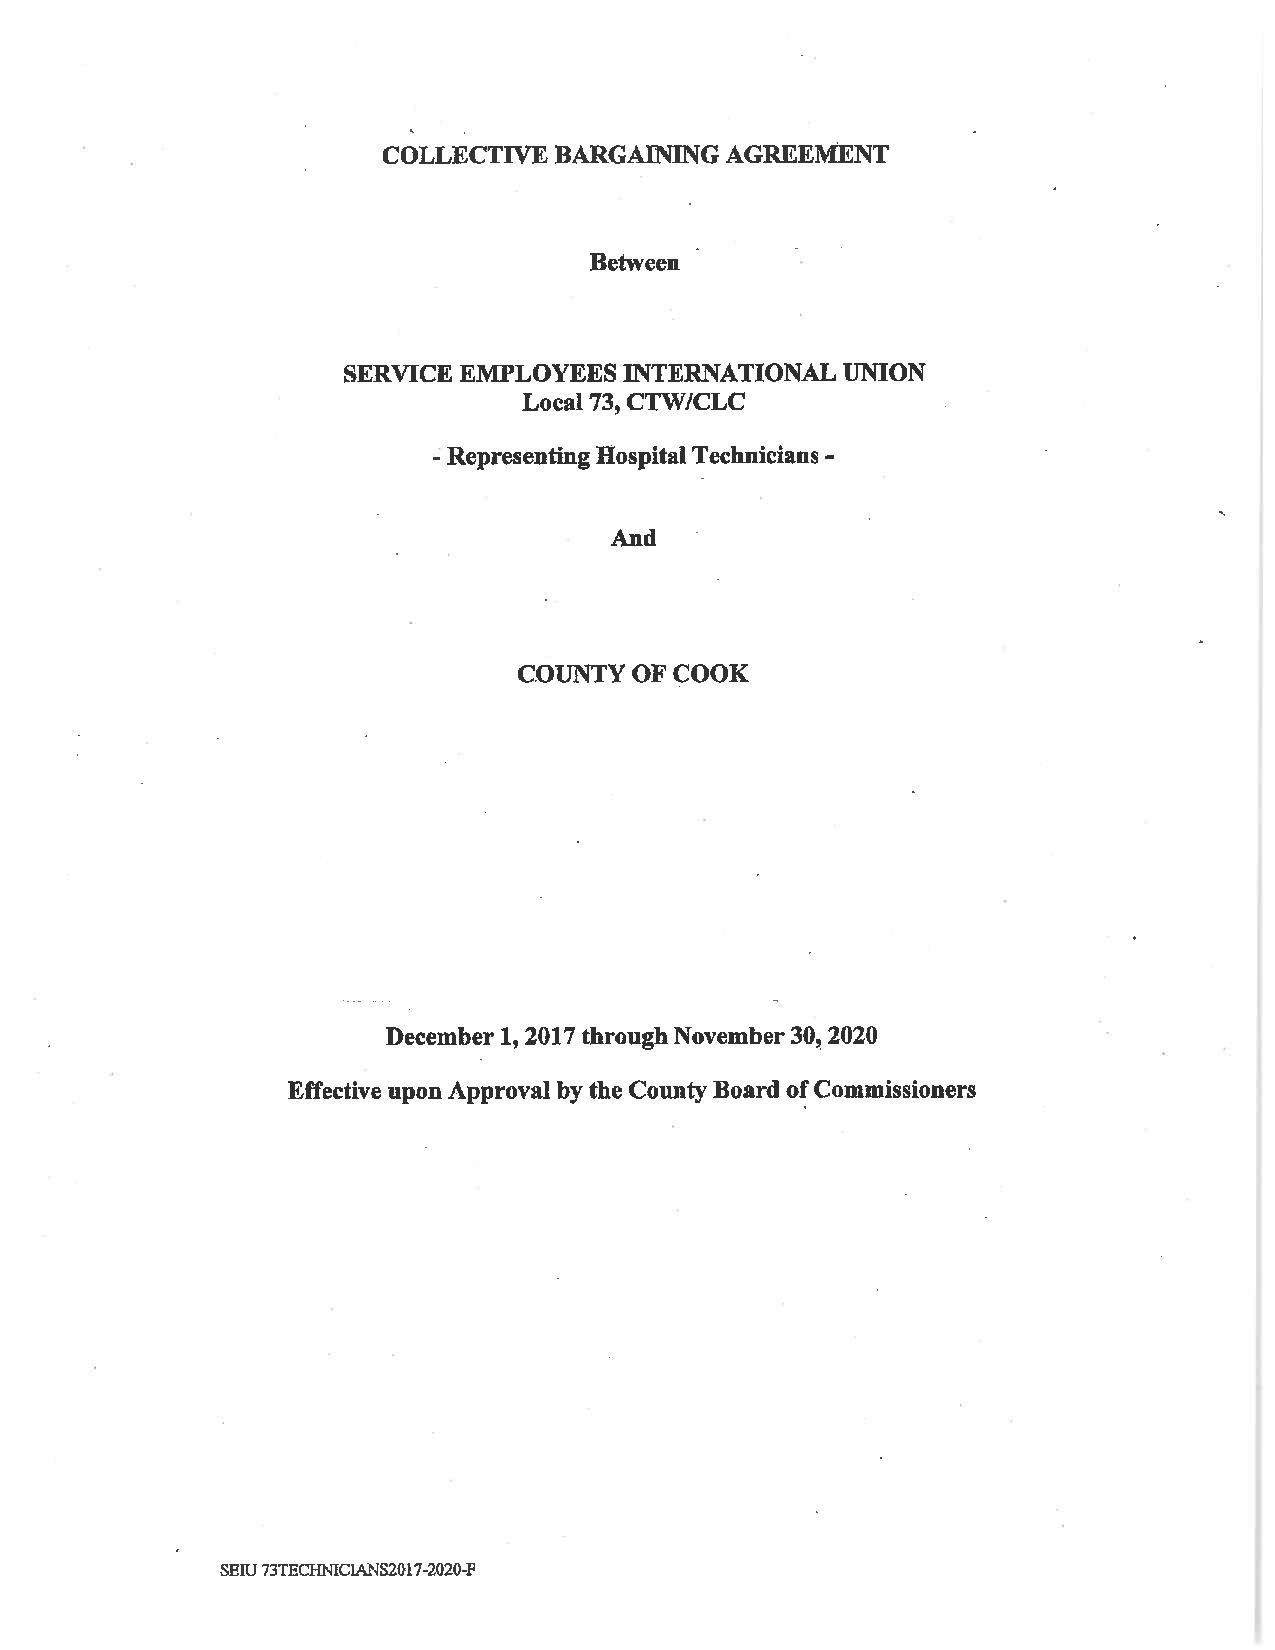 COLLECTIVE BARGAINING AGREEMENT
Between
SERVICE EMPLOYEES INTERNATIONAL UNION
Local 73, CTW/CLC
- Representing Hospital Technicians -
And
COUNTY OF COOK
December 1, 2017 through November 30, 2020
Effective upon Approval by the County Board of Commissioners
SEIU 73TECHNICIANS2017-2020-F